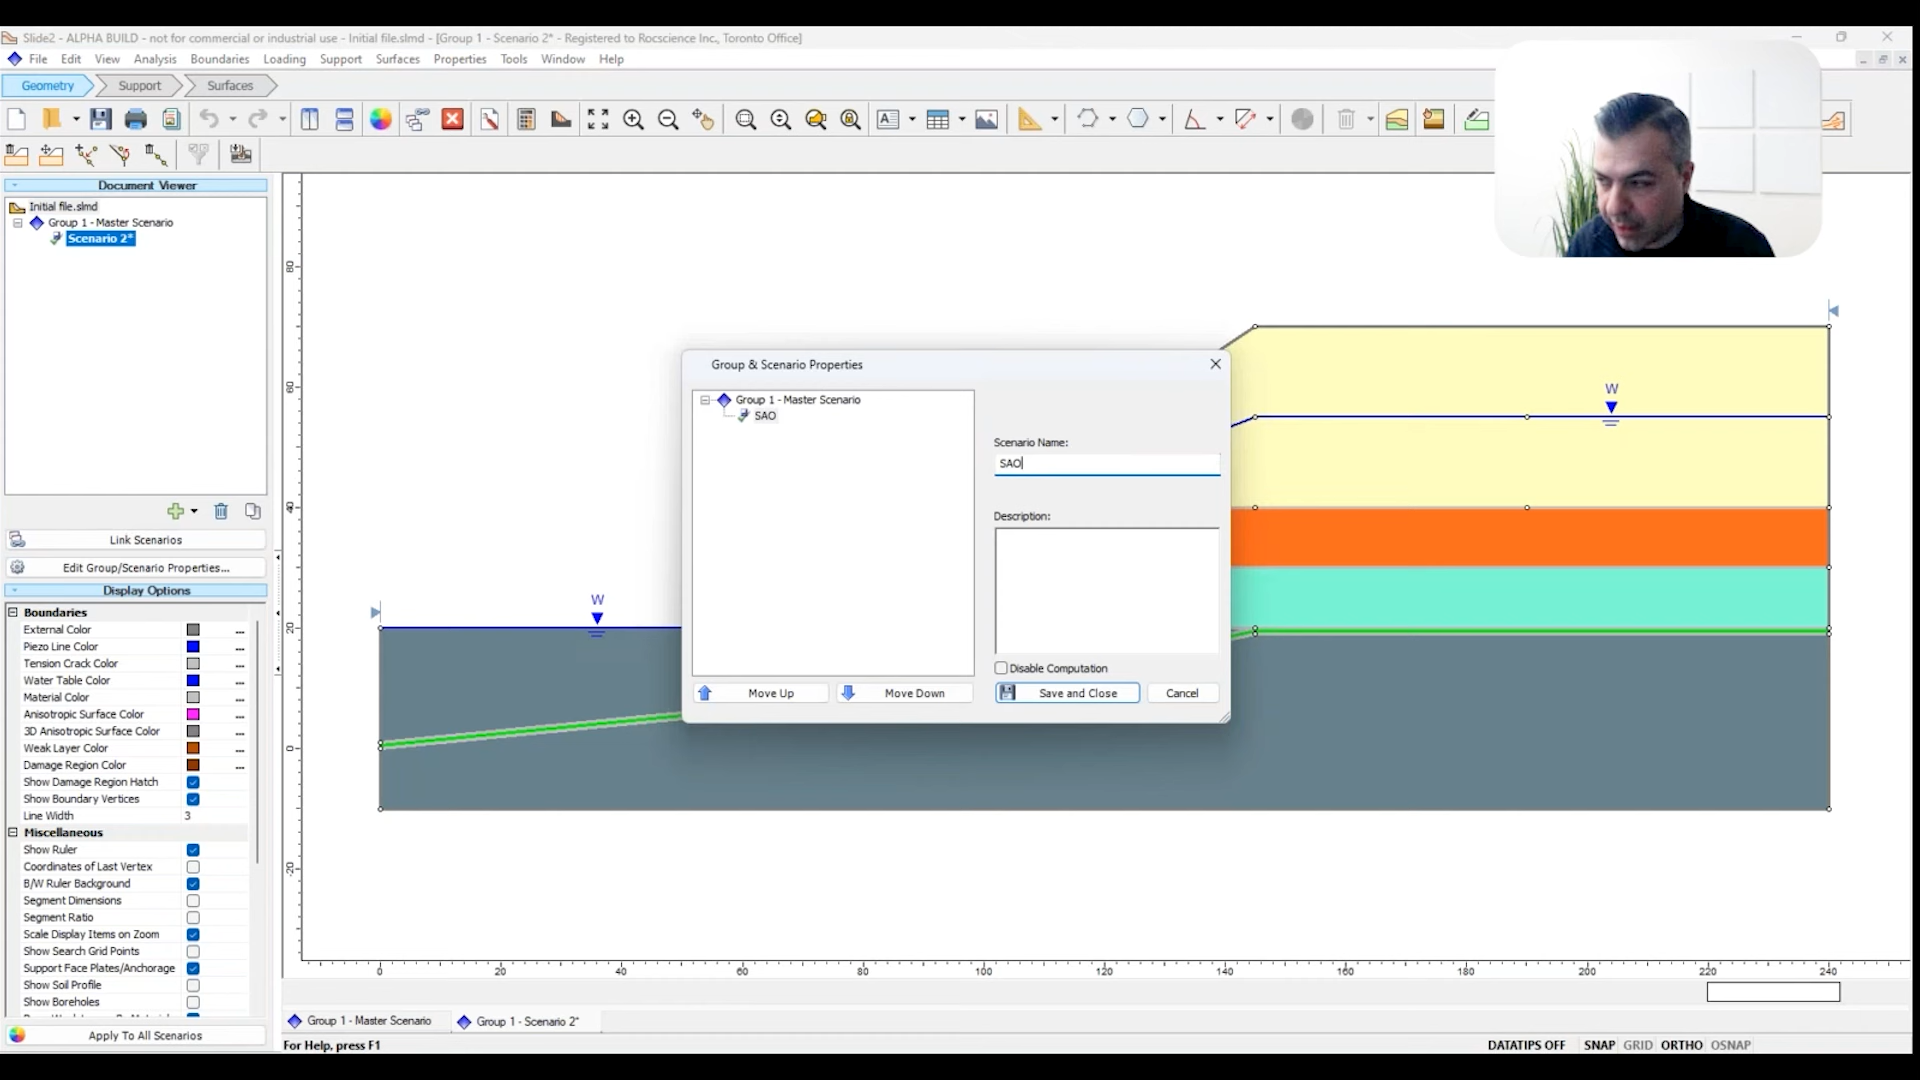 Slide2 - ALPHA BUILD - not for commercial or industrial use - Initial file.slmd - [Group 1 - Scenario 2* - Registered to Rocscience Inc., Toronto Office]
File Edit View Analysis Boundaries Loading Support Surfaces Properties Tools Window Help
Geometry Support Surfaces
Document Viewer
Initial file.slmd
Group 1 - Master Scenario
Scenario 2*
Link Scenarios
Edit Group/Scenario Properties...
Display Options
Boundaries
External Color ...
Piezo Line Color ...
Tension Crack Color ...
Water Table Color ...
Material Color ...
Anisotropic Surface Color ...
3D Anisotropic Surface Color ...
Weak Layer Color ...
Damage Region Color ...
Show Damage Region Hatch
Show Boundary Vertices
Line Width 3
Miscellaneous
Show Ruler
Coordinates of Last Vertex
B/W Ruler Background
Segment Dimensions
Segment Ratio
Scale Display Items on Zoom
Show Search Grid Points
Support Face Plates/Anchorage
Show Soil Profile
Show Boreholes
Apply To All Scenarios
80
60
40
20
0
-20
W
W
Group & Scenario Properties
Group 1 - Master Scenario
SAO
Scenario Name:
SAO
Description:
Disable Computation
Move Up Move Down Save and Close Cancel
0 20 40 60 80 100 120 140 160 180 200 220 240
Group 1 - Master Scenario Group 1 - Scenario 2*
For Help, press F1
DATATIPS OFF SNAP GRID ORTHO OSNAP